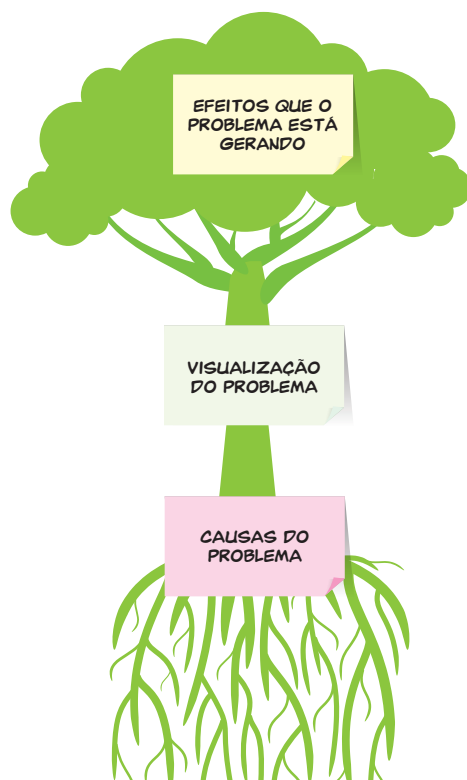 EFEITOS QUE O
PROBLEMA ESTÁ
GERANDO
VISUALIZAÇÃO
DO PROBLEMA
CAUSAS DO
PROBLEMA